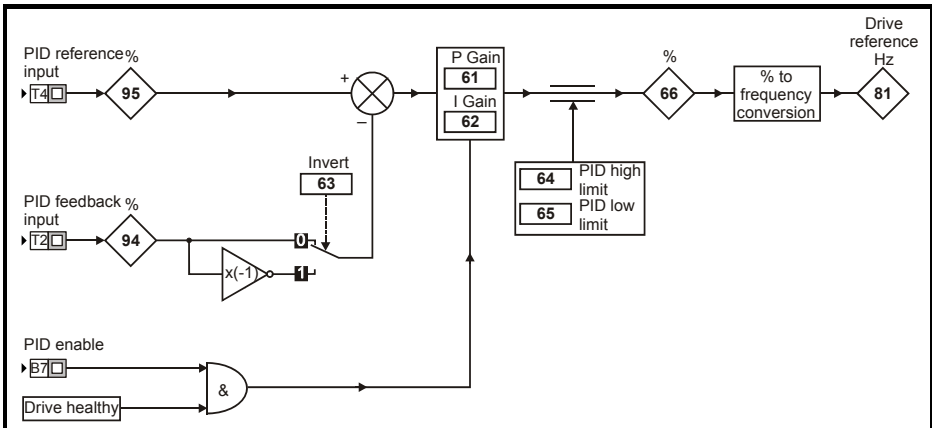 PID reference
input
%
T4
95
+
−
P Gain
61
I Gain
62
%
66
% to
frequency
conversion
Drive
reference
Hz
81
64
PID high
limit
65
PID low
limit
Invert
63
PID feedback
input
%
T2
94
0
x(-1)
1
PID enable
B7
Drive healthy
&